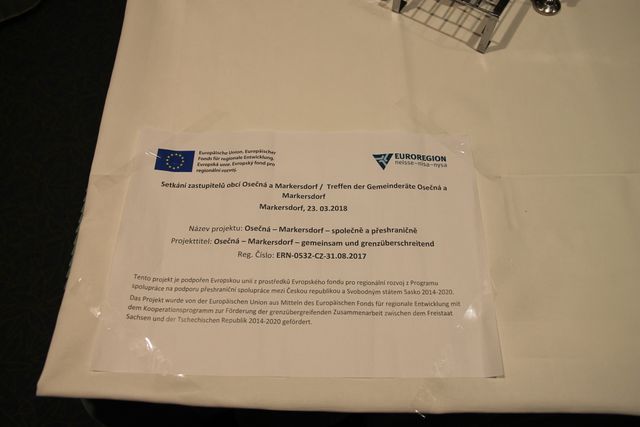 Europäische Union. Europäischer
Fonds für regionale Entwicklung.
Evropská unie. Evropský fond pro
regionální rozvoj.
EUROREGION
neisse-nisa-nysa
Setkání zastupitelů obcí Osečná a Markersdorf / Treffen der Gemeinderäte Osečná a
Markersdorf
Markersdorf, 23. 03.2018
Název projektu: Osečná – Markersdorf – společně a přeshraničně
Projekttitel: Osečná – Markersdorf – gemeinsam und grenzüberschreitend
Reg. Číslo: ERN-0532-CZ-31.08.2017
Tento projekt je podpořen Evropskou unií z prostředků Evropského fondu pro regionální rozvoj z Programu
spolupráce na podporu přeshraniční spolupráce mezi Českou republikou a Svobodným státem Sasko 2014-2020.
Das Projekt wurde von der Europäischen Union aus Mitteln des Europäischen Fonds für regionale Entwicklung mit
dem Kooperationsprogramm zur Förderung der grenzübergreifenden Zusammenarbeit zwischen dem Freistaat
Sachsen und der Tschechischen Republik 2014-2020 gefördert.